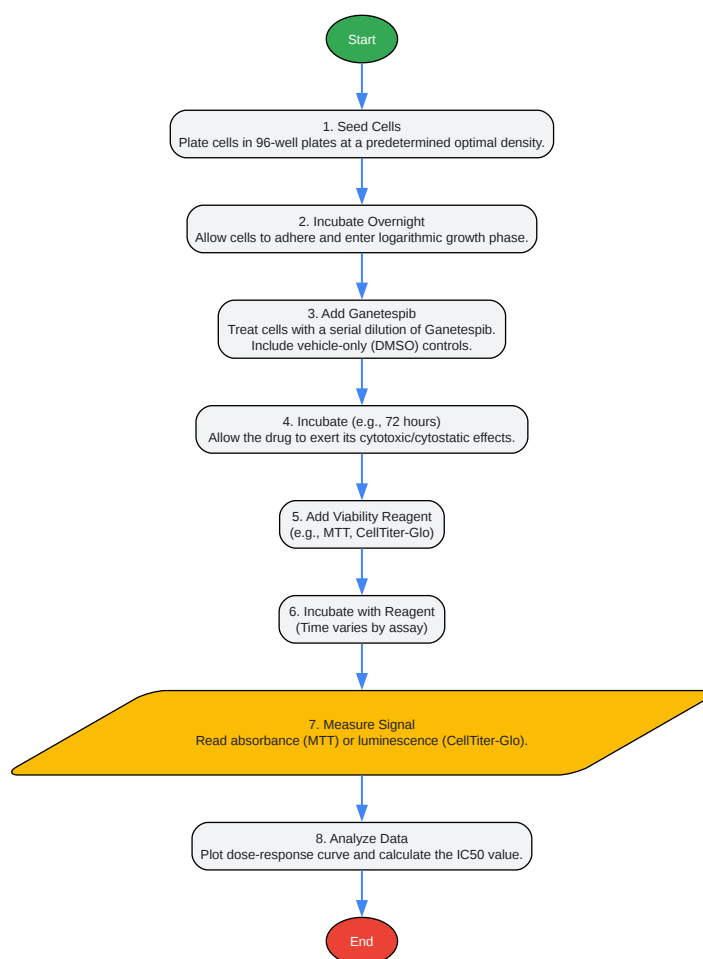 Start
1. Seed Cells
Plate cells in 96-well plates at a predetermined optimal density.
2. Incubate Overnight
Allow cells to adhere and enter logarithmic growth phase.
3. Add Ganetespib
Treat cells with a serial dilution of Ganetespib.
Include vehicle-only (DMSO) controls.
4. Incubate (e.g., 72 hours)
Allow the drug to exert its cytotoxic/cytostatic effects.
5. Add Viability Reagent
(e.g., MTT, CellTiter-Glo)
6. Incubate with Reagent
(Time varies by assay)
7. Measure Signal
Read absorbance (MTT) or luminescence (CellTiter-Glo).
8. Analyze Data
Plot dose-response curve and calculate the IC50 value.
End